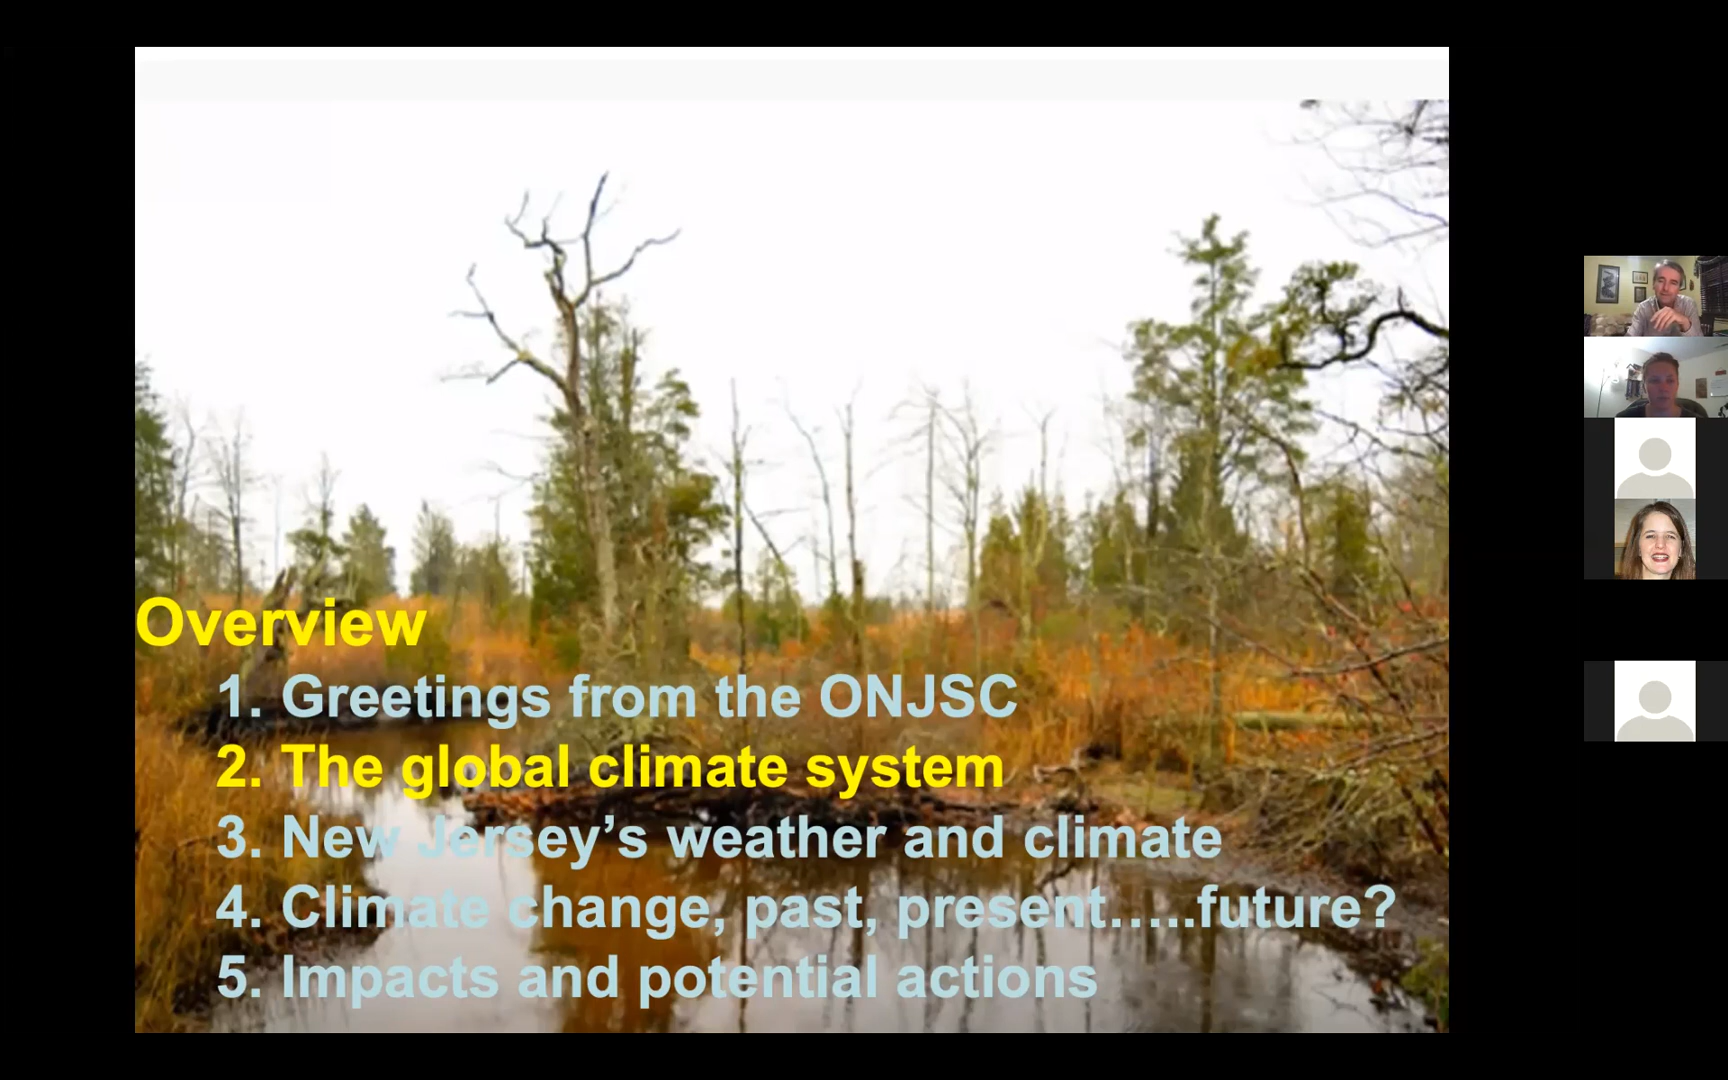 Overview
1. Greetings from the ONJSC
2. The global climate system
3. New Jersey’s weather and climate
4. Climate change, past, present…..future?
5. Impacts and potential actions